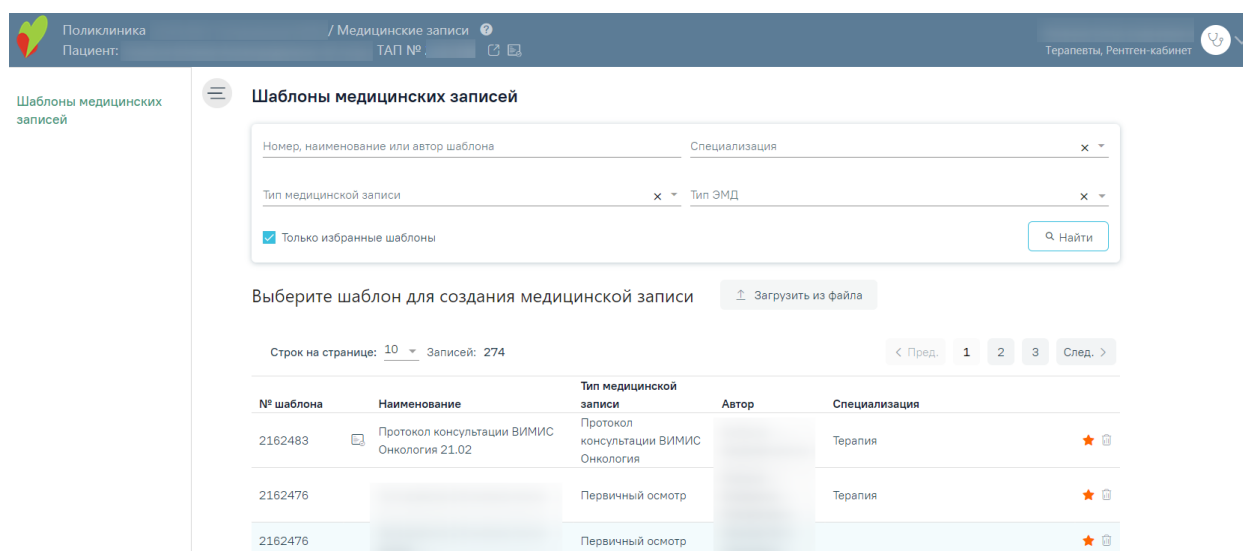 Поликлиника / Медицинские записи
Пациент: ТАП №
Терапевты, Рентген-кабинет
Шаблоны медицинских
записей
Шаблоны медицинских записей
Номер, наименование или автор шаблона Специализация
Тип медицинской записи Тип ЭМД
Только избранные шаблоны Найти
Выберите шаблон для создания медицинской записи Загрузить из файла
Строк на странице: 10 Записей: 274 < Пред. 1 2 3 След. >
№ шаблона Наименование Тип медицинской записи Автор Специализация
2162483 Протокол консультации ВИМИС Онкология 21.02 Протокол консультации ВИМИС Онкология Терапия
2162476 Первичный осмотр Терапия
2162476 Первичный осмотр